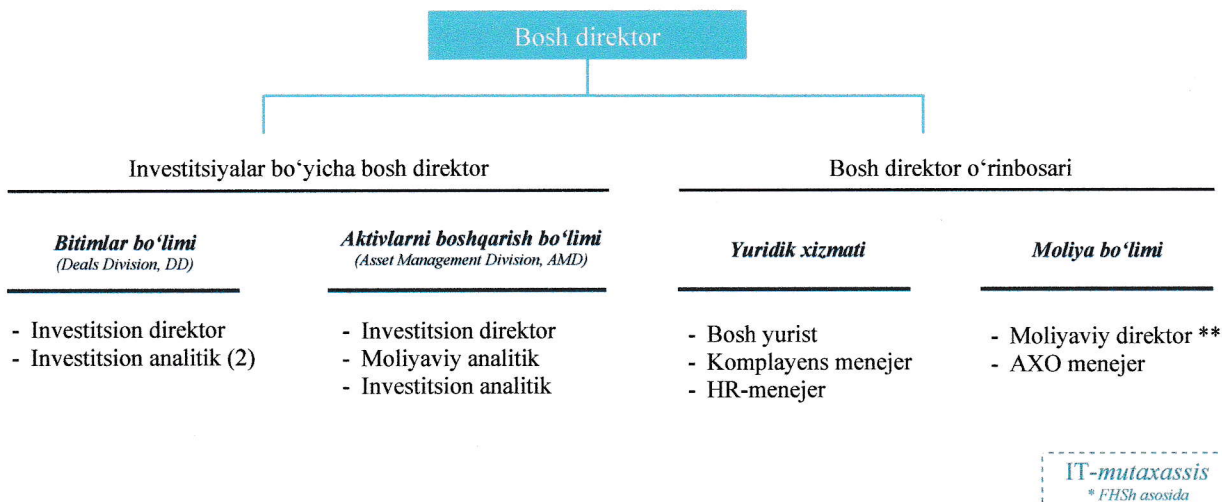 Bosh direktor
Investitsiyalar bo‘yicha bosh direktor
Bosh direktor o‘rinbosari
Bitimlar bo‘limi
(Deals Division, DD)
Aktivlarni boshqarish bo‘limi
(Asset Management Division, AMD)
Yuridik xizmati
Moliya bo‘limi
- Investitsion direktor
- Investitsion analitik (2)
- Investitsion direktor
- Moliyaviy analitik
- Investitsion analitik
- Bosh yurist
- Komplayens menejer
- HR-menejer
- Moliyaviy direktor **
- AXO menejer
IT-mutaxassis
* FHSh asosida